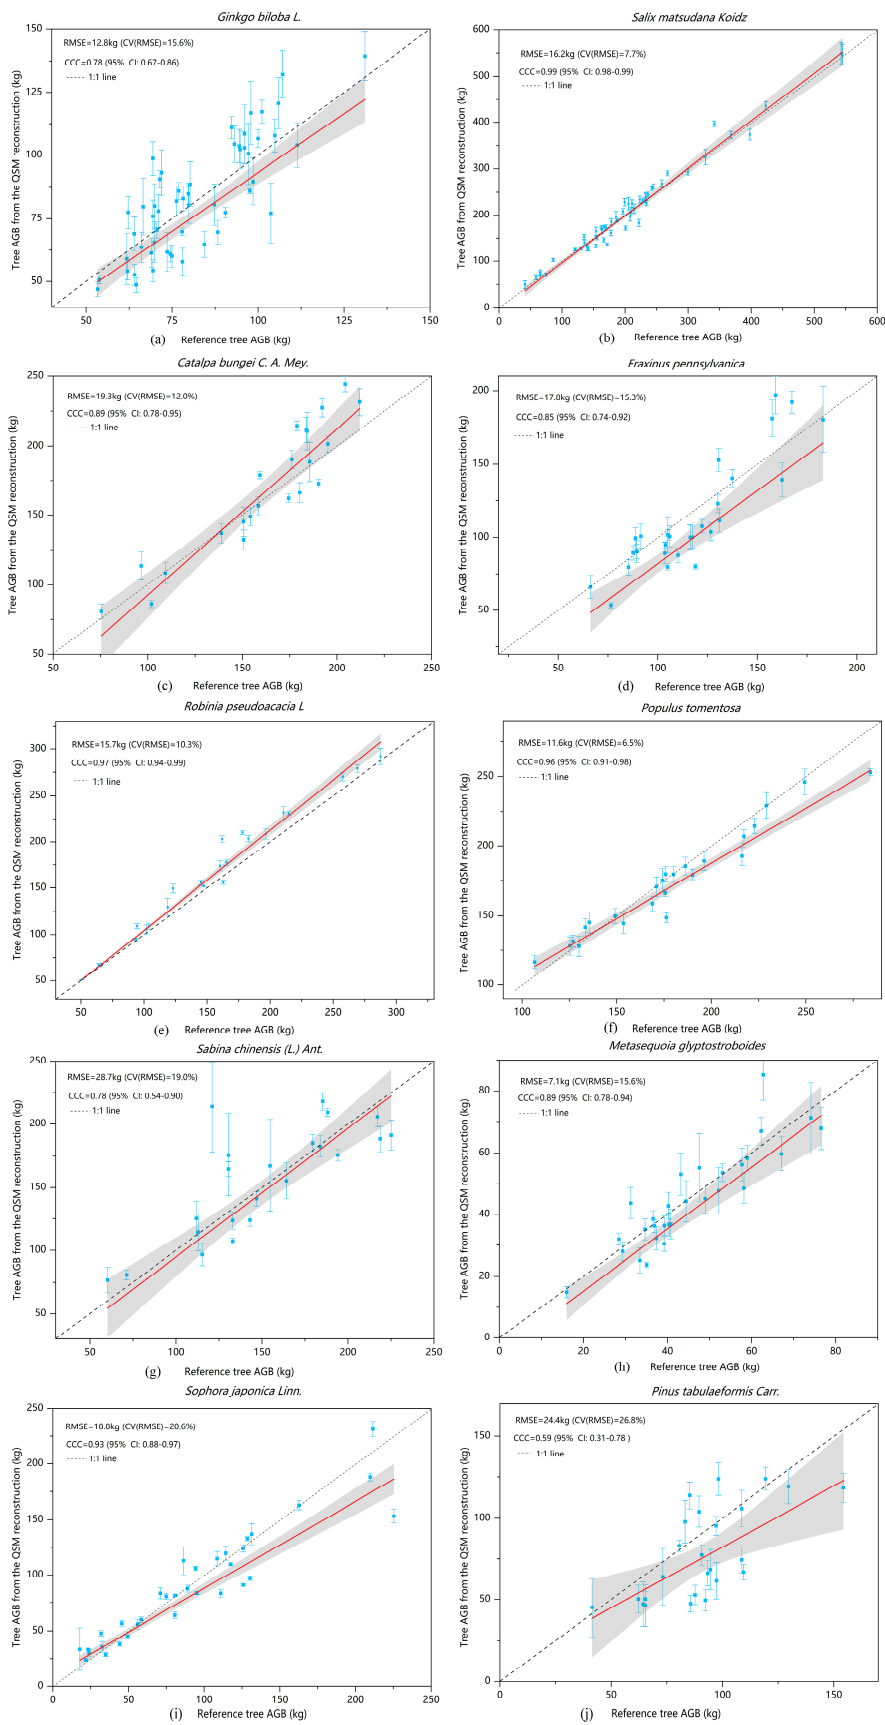 Ginkgo biloba L.
RMSE=12.8kg (CV(RMSE)=15.6%)
CCC=0.78 (95% CI: 0.67-0.86)
1:1 line
Tree AGB from the QSM reconstruction (kg)
150
125
100
75
50
50
75
100
125
150
(a)
Reference tree AGB (kg)
Salix matsudana Koidz
RMSE=16.2kg (CV(RMSE)=7.7%)
CCC=0.99 (95% CI: 0.98-0.99)
1:1 line
Tree AGB from the QSM reconstruction (kg)
600
500
400
300
200
100
0
0
100
200
300
400
500
600
(b)
Reference tree AGB (kg)
Catalpa bungei C. A. Mey.
RMSE=19.3kg (CV(RMSE)=12.0%)
CCC=0.89 (95% CI: 0.78-0.95)
1:1 line
Tree AGB from the QSM reconstruction (kg)
250
200
150
100
50
50
100
150
200
250
(c)
Reference tree AGB (kg)
Fraxinus pennsylvanica
RMSE=17.0kg (CV(RMSE)=15.3%)
CCC=0.85 (95% CI: 0.74-0.92)
1:1 line
Tree AGB from the QSM reconstruction (kg)
200
150
100
50
50
100
150
200
(d)
Reference tree AGB (kg)
Robinia pseudoacacia L
RMSE=15.7kg (CV(RMSE)=10.3%)
CCC=0.97 (95% CI: 0.94-0.99)
1:1 line
Tree AGB from the QSM reconstruction (kg)
300
250
200
150
100
50
50
100
150
200
250
300
(e)
Reference tree AGB (kg)
Populus tomentosa
RMSE=11.6kg (CV(RMSE)=6.5%)
CCC=0.96 (95% CI: 0.91-0.98)
1:1 line
Tree AGB from the QSM reconstruction (kg)
250
200
150
100
100
150
200
250
(f)
Reference tree AGB (kg)
Sabina chinensis (L.) Ant.
RMSE=28.7kg (CV(RMSE)=19.0%)
CCC=0.78 (95% CI: 0.54-0.90)
1:1 line
Tree AGB from the QSM reconstruction (kg)
250
200
150
100
50
50
100
150
200
250
(g)
Reference tree AGB (kg)
Metasequoia glyptostroboides
RMSE=7.1kg (CV(RMSE)=15.6%)
CCC=0.89 (95% CI: 0.78-0.94)
1:1 line
Tree AGB from the QSM reconstruction (kg)
80
60
40
20
0
0
20
40
60
80
(h)
Reference tree AGB (kg)
Sophora japonica Linn.
(CV(RMSE)=20.6%)
CCC=0.93 (95% CI: 0.88-0.97)
1:1 line
Tree AGB from the QSM reconstruction (kg)
250
200
150
100
50
0
0
50
100
150
200
250
(i)
Reference tree AGB (kg)
Pinus tabulaeformis Carr.
RMSE=24.4kg (CV(RMSE)=26.8%)
CCC=0.59 (95% CI: 0.31-0.78 )
1:1 line
Tree AGB from the QSM reconstruction (kg)
150
100
50
0
0
50
100
150
(j)
Reference tree AGB (kg)